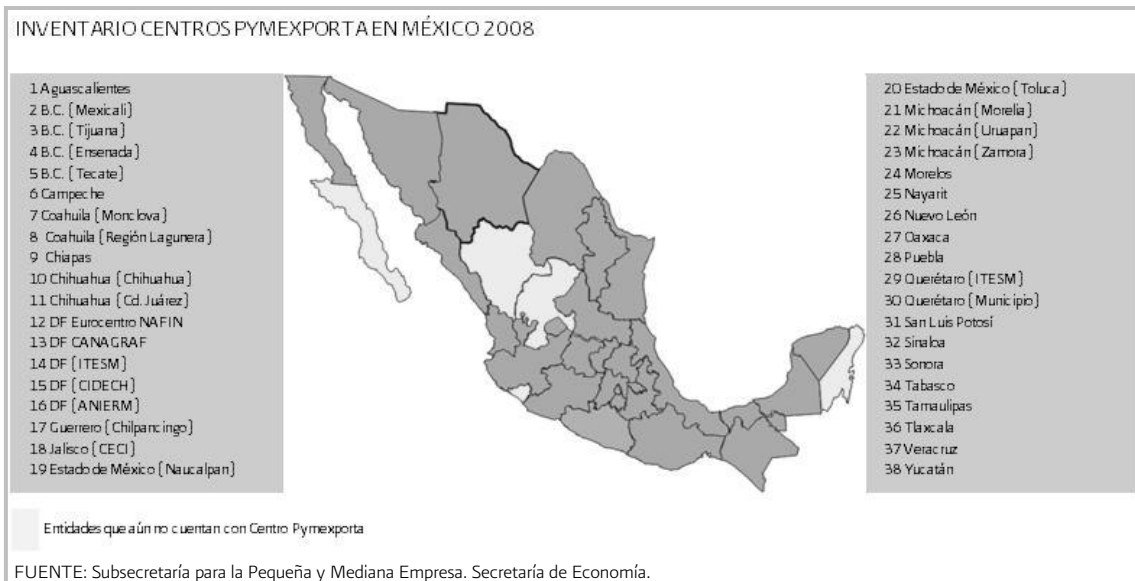 INVENTARIO CENTROS PYMEXPORTA EN MÉXICO 2008
1 Aguascalientes
2 B.C. (Mexicali)
3 B.C. (Tijuana)
4 B.C. (Ensenada)
5 B.C. (Tecate)
6 Campeche
7 Coahuila (Monclova)
8 Coahuila (Región Lagunera)
9 Chiapas
10 Chihuahua (Chihuahua)
11 Chihuahua (Cd. Juárez)
12 DF Eurocentro NAFIN
13 DF CANAGRAF
14 DF (ITESM)
15 DF (CIDECH)
16 DF (ANIERM)
17 Guerrero (Chilpancingo)
18 Jalisco (CECI)
19 Estado de México (Naucalpan)
20 Estado de México (Toluca)
21 Michoacán (Morelia)
22 Michoacán (Uruapan)
23 Michoacán (Zamora)
24 Morelos
25 Nayarit
26 Nuevo León
27 Oaxaca
28 Puebla
29 Querétaro (ITESM)
30 Querétaro (Municipio)
31 San Luis Potosí
32 Sinaloa
33 Sonora
34 Tabasco
35 Tamaulipas
36 Tlaxcala
37 Veracruz
38 Yucatán
Entidades que aún no cuentan con Centro Pymexporta
FUENTE: Subsecretaría para la Pequeña y Mediana Empresa. Secretaría de Economía.